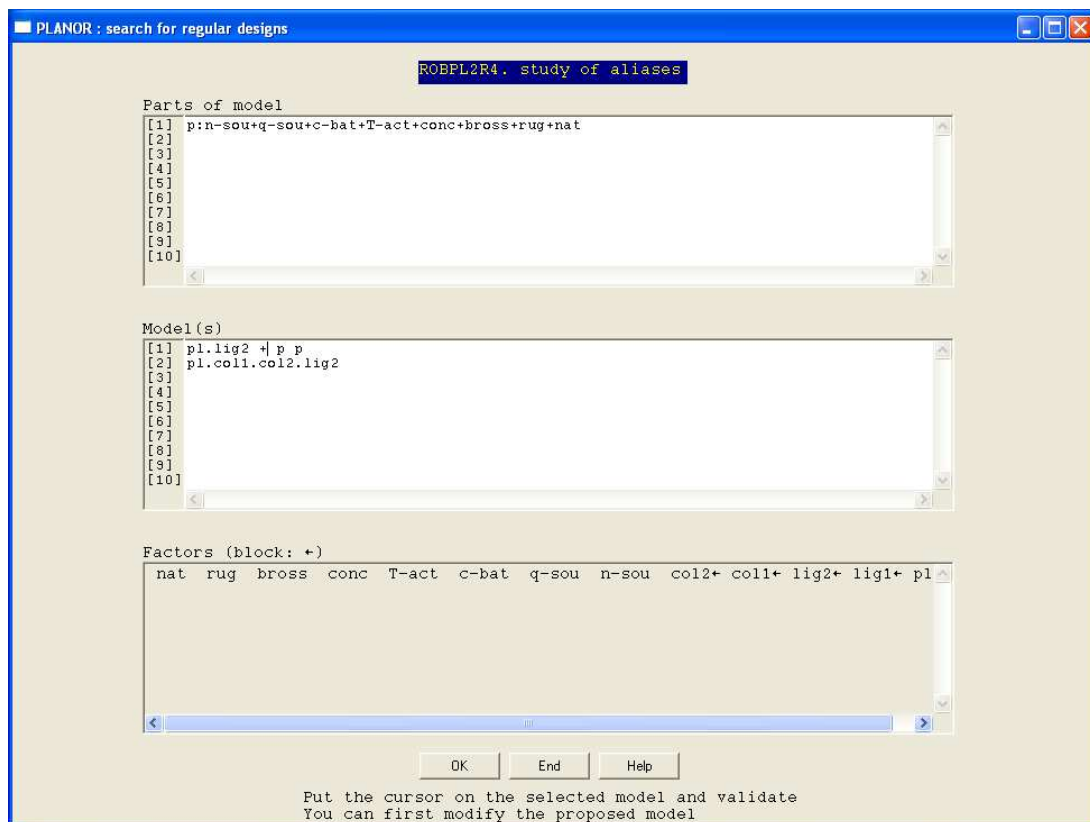 PLANOR : search for regular designs
ROBPL2R4. study of aliases
Parts of model
[1] p:n-sou+q-sou+c-bat+T-act+conc+bross+rug+nat
[2]
[3]
[4]
[5]
[6]
[7]
[8]
[9]
[10]
Model(s)
[1] pl.lig2 + p p
[2] pl.col1.col2.lig2
[3]
[4]
[5]
[6]
[7]
[8]
[9]
[10]
Factors (block: ←)
nat rug bross conc T-act c-bat q-sou n-sou col2← col1← lig2← lig1← pl
OK End Help
Put the cursor on the selected model and validate
You can first modify the proposed model